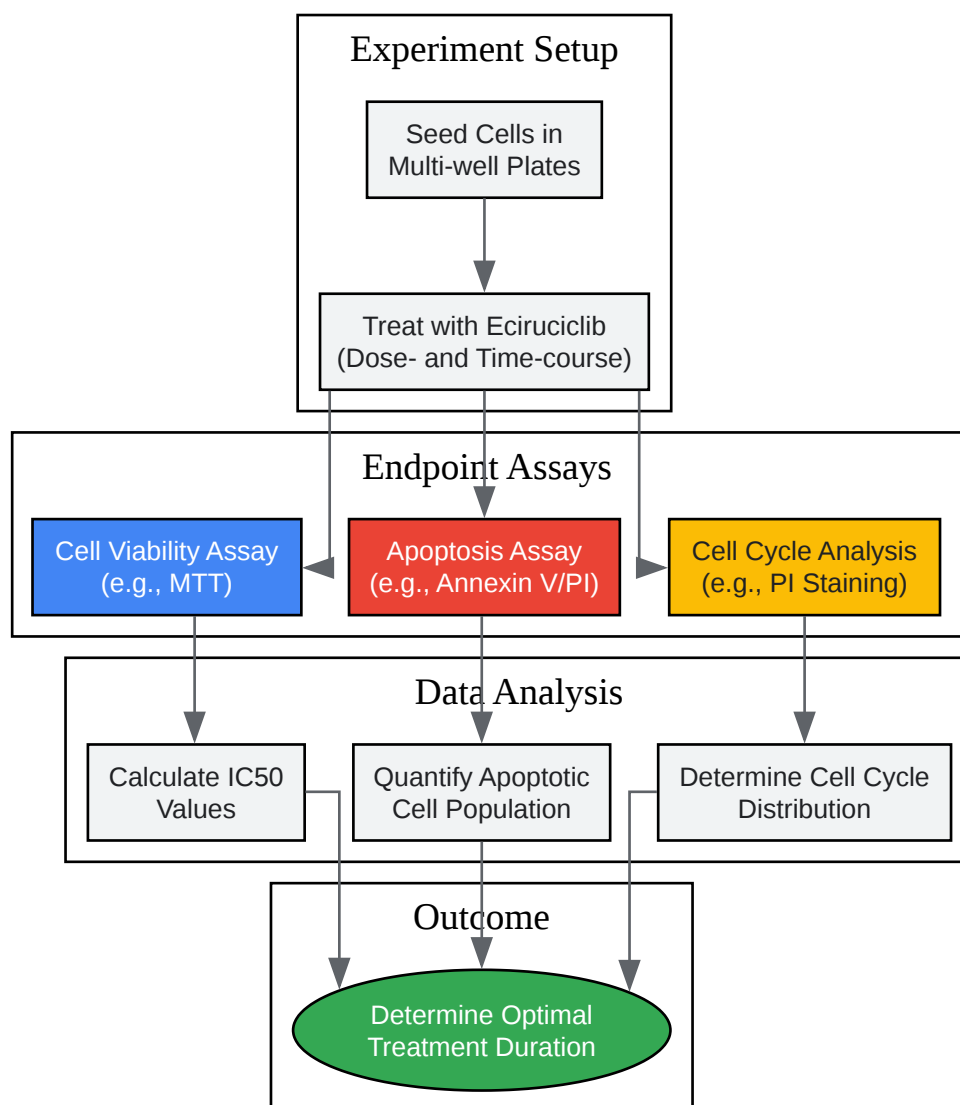 Experiment Setup
Seed Cells in
Multi-well Plates
Treat with Eciruciclib
(Dose- and Time-course)
Endpoint Assays
Cell Viability Assay
(e.g., MTT)
Apoptosis Assay
(e.g., Annexin V/PI)
Cell Cycle Analysis
(e.g., PI Staining)
Data Analysis
Calculate IC50
Values
Quantify Apoptotic
Cell Population
Determine Cell Cycle
Distribution
Outcome
Determine Optimal
Treatment Duration